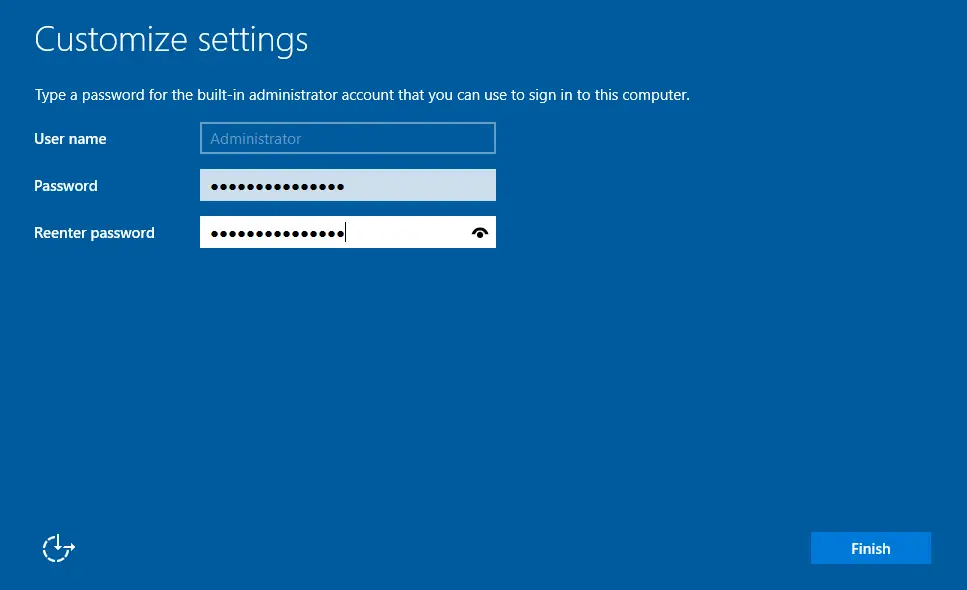 Customize settings
Type a password for the built-in administrator account that you can use to sign in to this computer.
User name
Administrator
Password
●●●●●●●●●●●●●●●
Reenter password
●●●●●●●●●●●●●●●
Finish